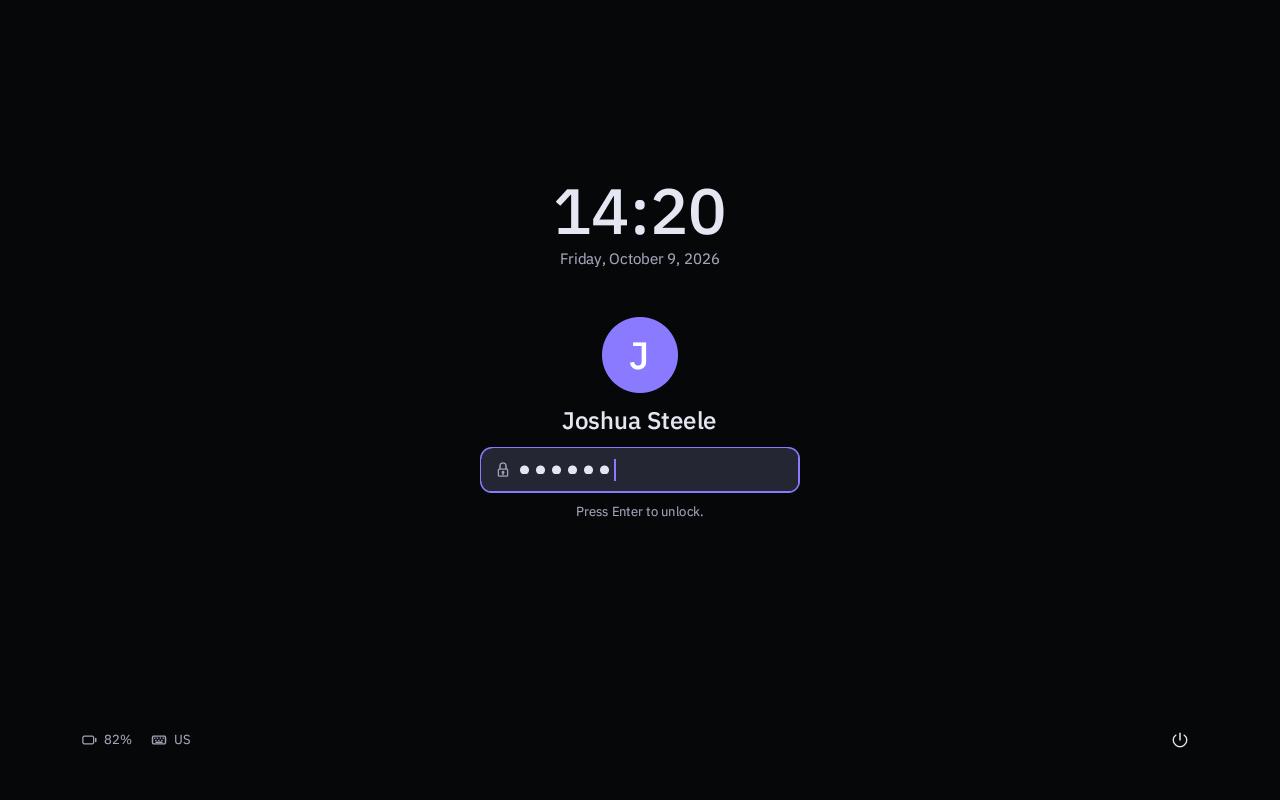 14:20
Friday, October 9, 2026
J
Joshua Steele
Press Enter to unlock.
82% US